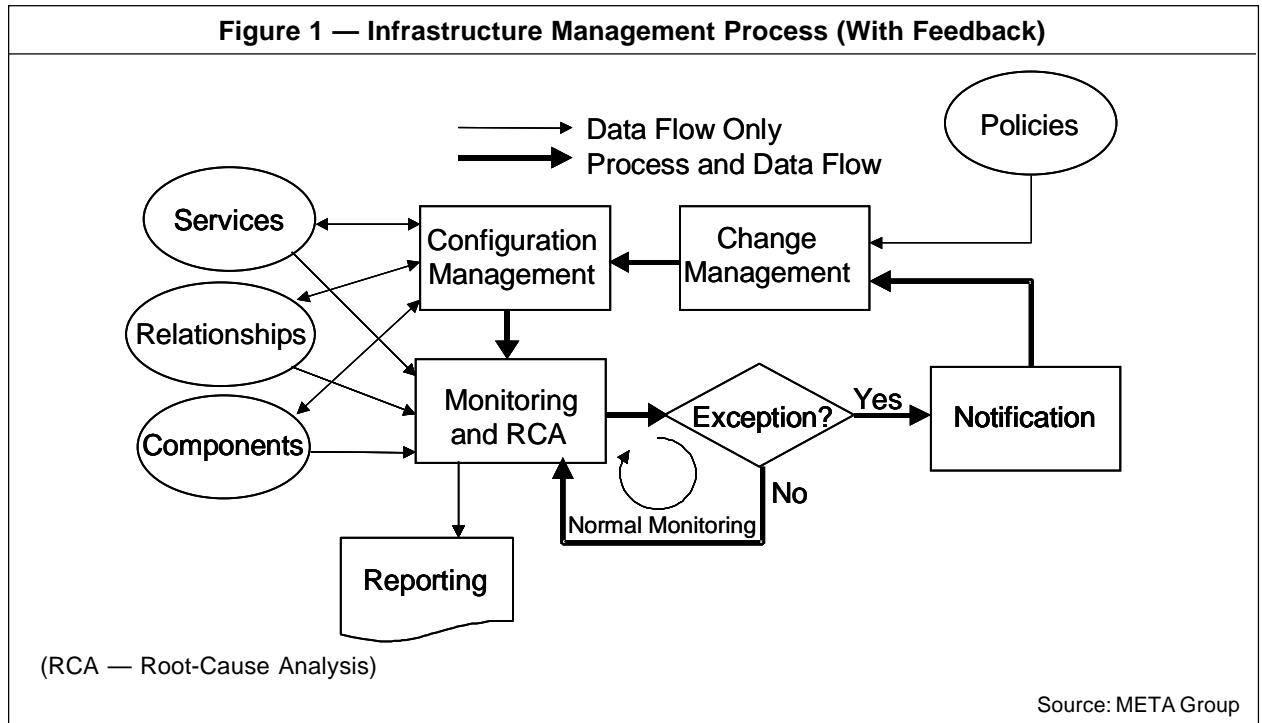 Figure 1 — Infrastructure Management Process (With Feedback)
Data Flow Only
Process and Data Flow
Policies
Services
Configuration
Management
Change
Management
Relationships
Components
Monitoring
and RCA
Exception?
Yes
Notification
No
Normal Monitoring
Reporting
(RCA — Root-Cause Analysis)
Source: META Group